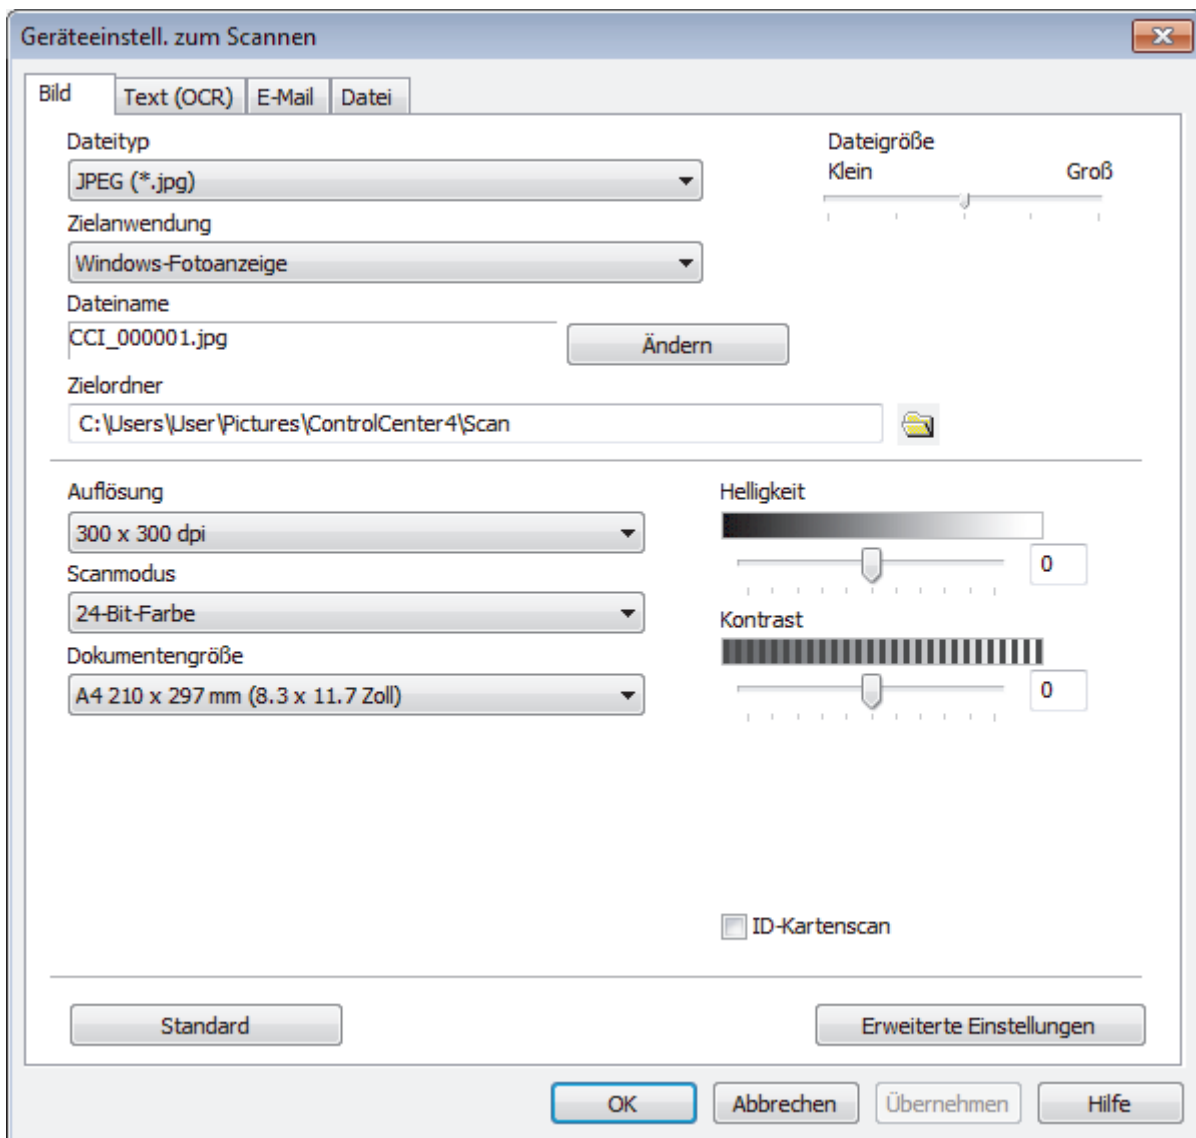 Geräteeinstell. zum Scannen
Bild Text (OCR) E-Mail Datei
Dateityp
JPEG (*.jpg)
Dateigröße
Klein Groß
Zielanwendung
Windows-Fotoanzeige
Dateiname
CCI_000001.jpg
Ändern
Zielordner
C:\Users\User\Pictures\ControlCenter4\Scan
Auflösung
300 x 300 dpi
Scanmodus
24-Bit-Farbe
Dokumentengröße
A4 210 x 297 mm (8.3 x 11.7 Zoll)
Helligkeit
0
Kontrast
0
ID-Kartenscan
Standard Erweiterte Einstellungen
OK Abbrechen Übernehmen Hilfe